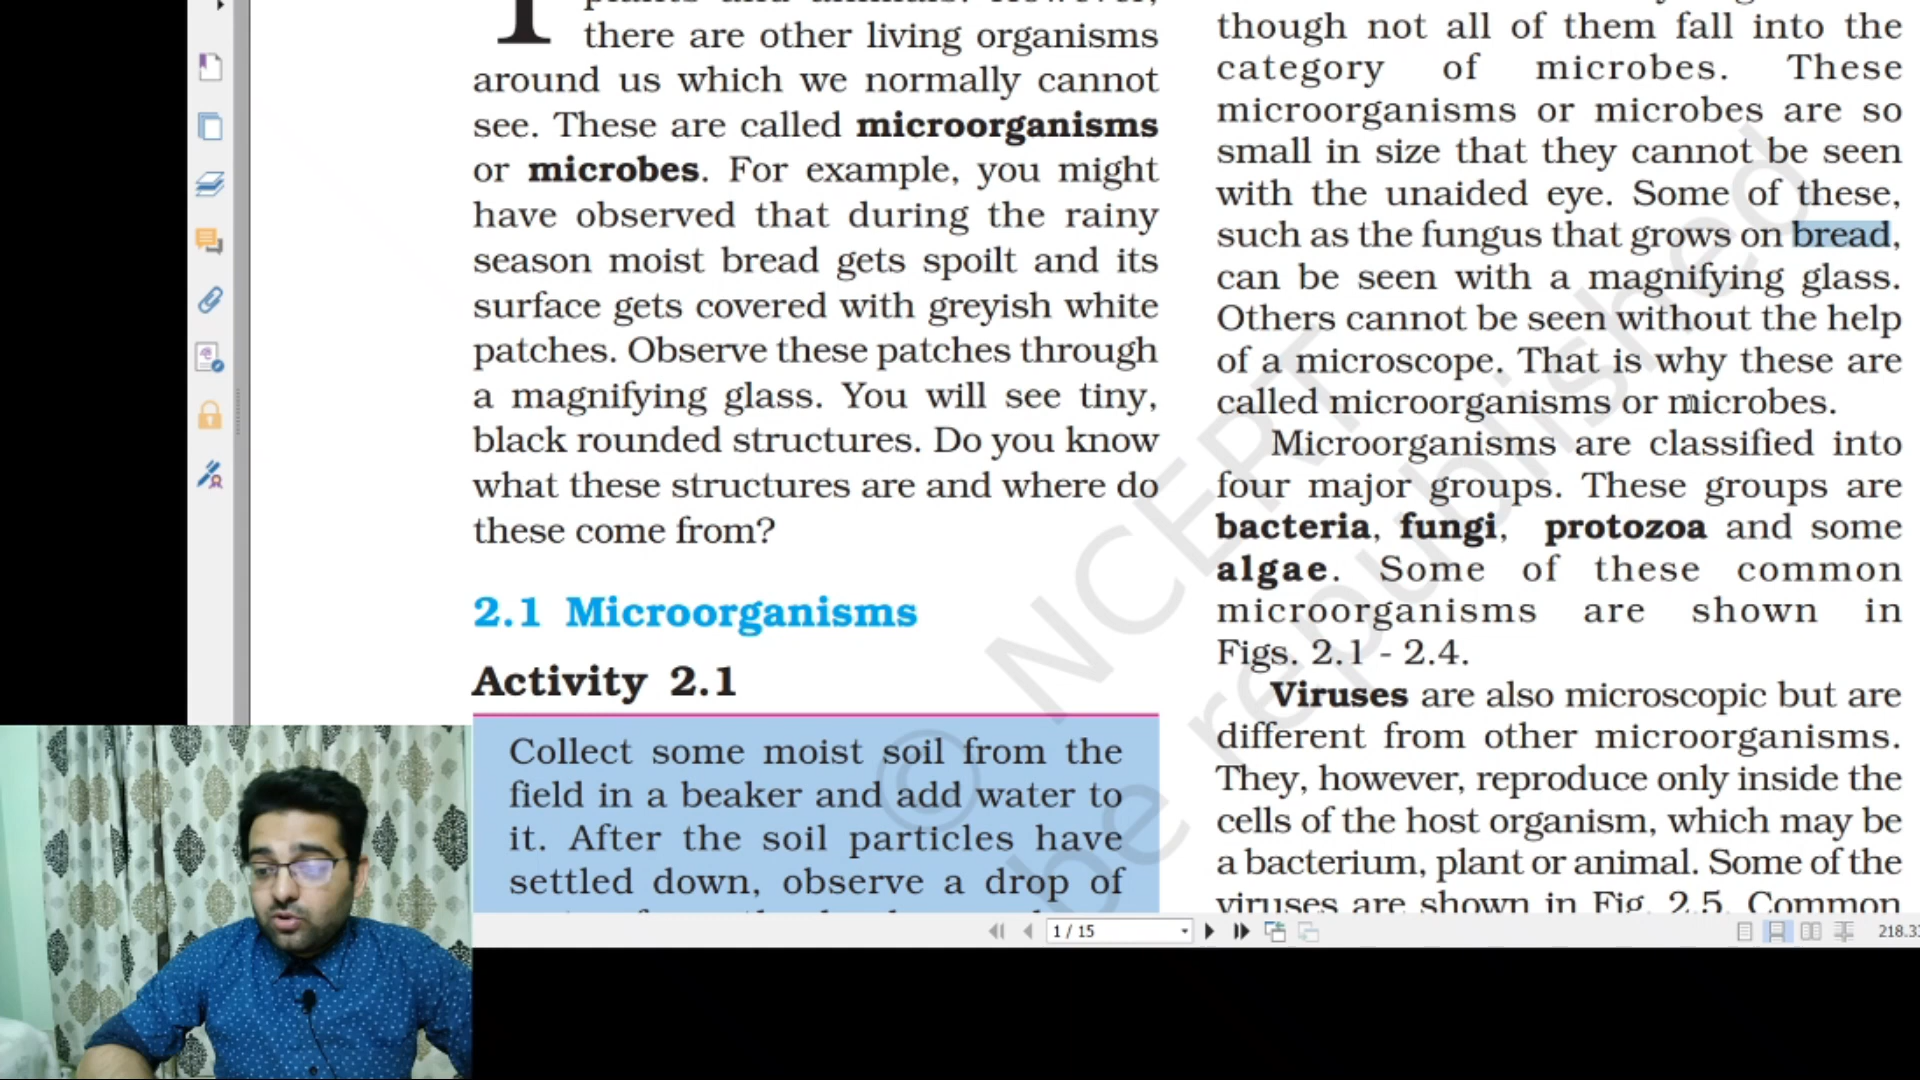 T
there are other living organisms
around us which we normally cannot
see. These are called microorganisms
or microbes. For example, you might
have observed that during the rainy
season moist bread gets spoilt and its
surface gets covered with greyish white
patches. Observe these patches through
a magnifying glass. You will see tiny,
black rounded structures. Do you know
what these structures are and where do
these come from?
2.1 Microorganisms
Activity 2.1
Collect some moist soil from the
field in a beaker and add water to
it. After the soil particles have
settled down, observe a drop of
though not all of them fall into the
category of microbes. These
microorganisms or microbes are so
small in size that they cannot be seen
with the unaided eye. Some of these,
such as the fungus that grows on bread,
can be seen with a magnifying glass.
Others cannot be seen without the help
of a microscope. That is why these are
called microorganisms or microbes.
Microorganisms are classified into
four major groups. These groups are
bacteria, fungi, protozoa and some
algae. Some of these common
microorganisms are shown in
Figs. 2.1 - 2.4.
Viruses are also microscopic but are
different from other microorganisms.
They, however, reproduce only inside the
cells of the host organism, which may be
a bacterium, plant or animal. Some of the
viruses are shown in Fig. 2.5. Common
© NCERT
be republished
1 / 15